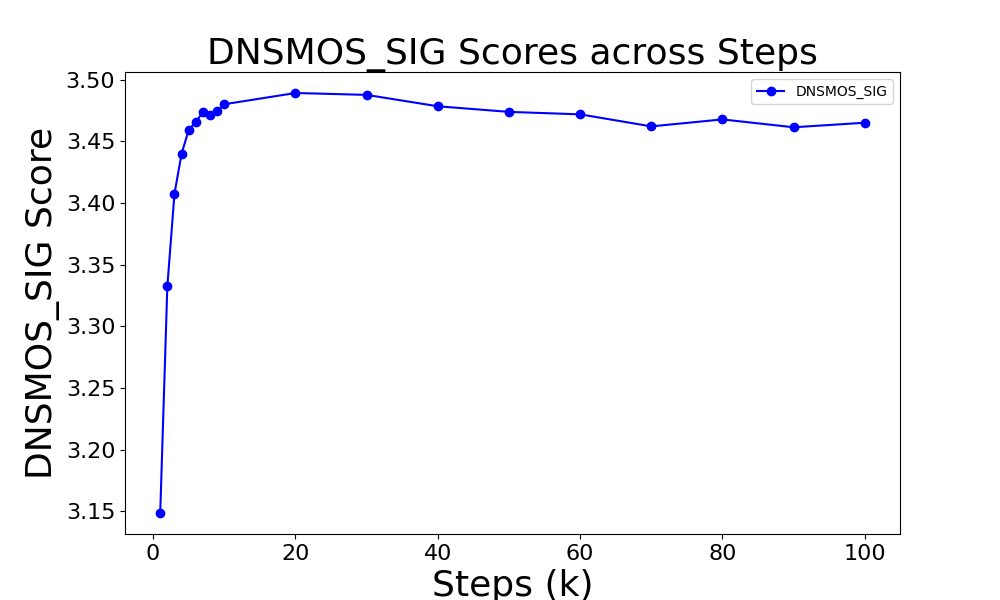 DNSMOS_SIG Scores across Steps
DNSMOS_SIG
DNSMOS_SIG Score
3.50
3.45
3.40
3.35
3.30
3.25
3.20
3.15
0 20 40 60 80 100
Steps (k)